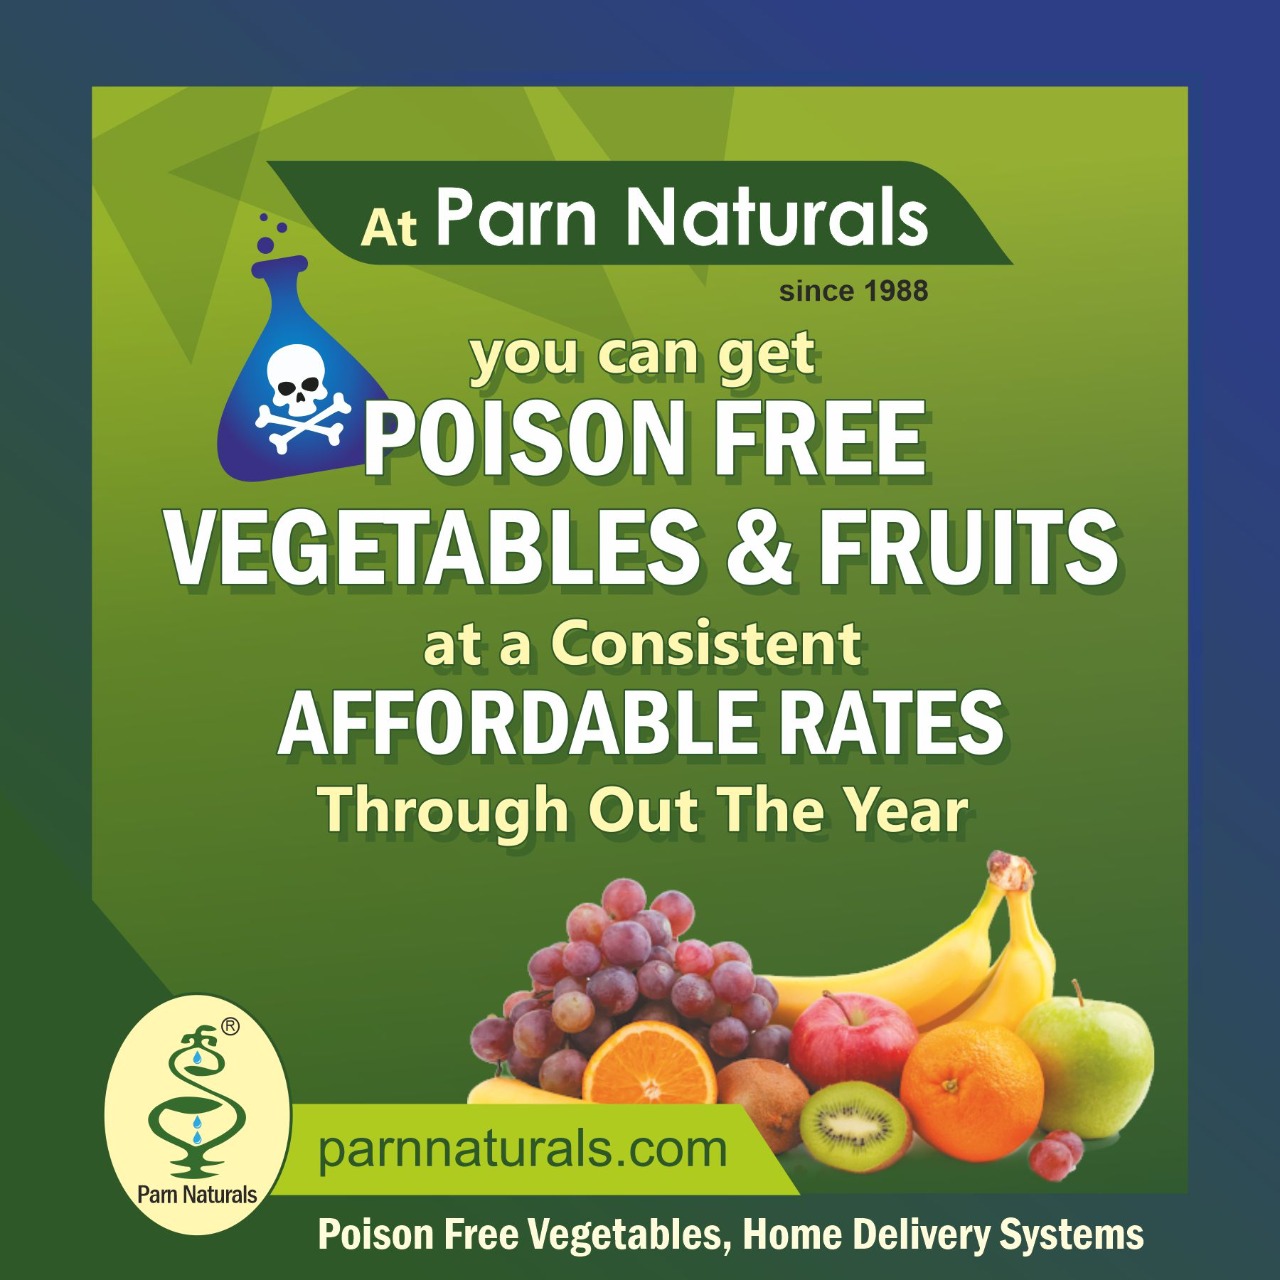 At Parn Naturals
since 1988
you can get
POISON FREE
VEGETABLES & FRUITS
at a Consistent
AFFORDABLE RATES
Through Out The Year
®
Parn Naturals
parnnaturals.com
Poison Free Vegetables, Home Delivery Systems